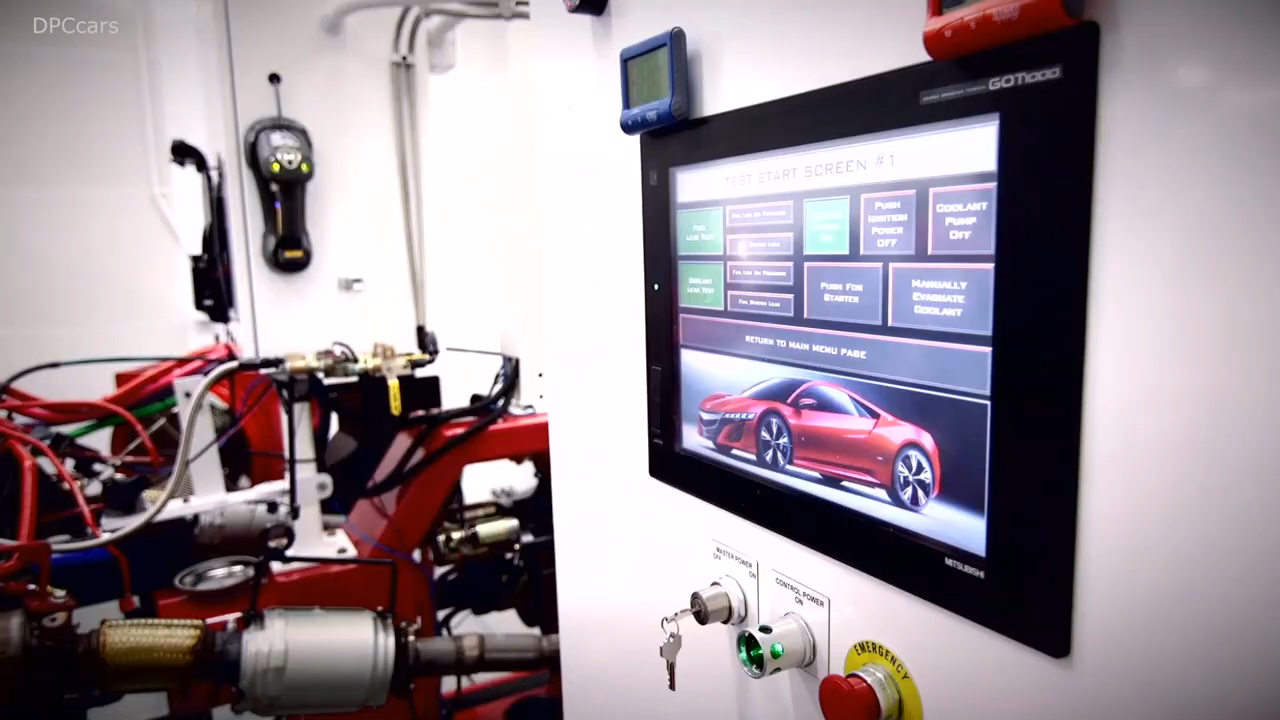 DPCcars
GOT1000
TEST START SCREEN #1
FUEL
LEAK TEST
PUSH
IGNITION
POWER
OFF
COOLANT
PUMP
OFF
COOLANT
LEAK TEST
PUSH FOR
STARTER
MANUALLY
EVACUATE
COOLANT
RETURN TO MAIN MENU PAGE
MITSUBISHI
MASTER POWER
OFF
ON
CONTROL POWER
ON
EMERGENCY